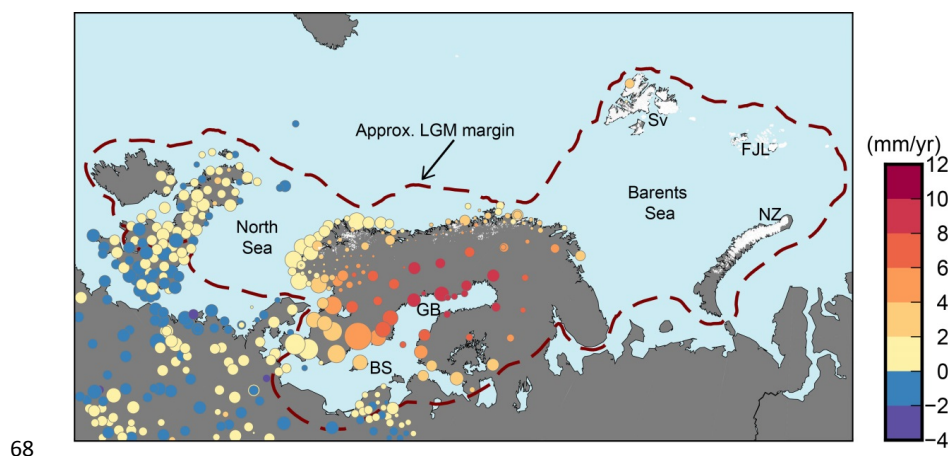 (mm/yr)
12
10
8
6
4
2
0
−2
−4
Approx. LGM margin
Sv
FJL
Barents
Sea
NZ
North
Sea
GB
BS
68